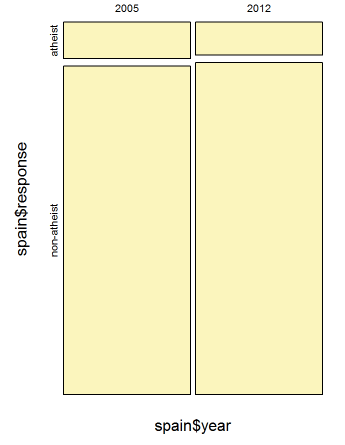 2005 2012
atheist
non-atheist
spain$response
spain$year